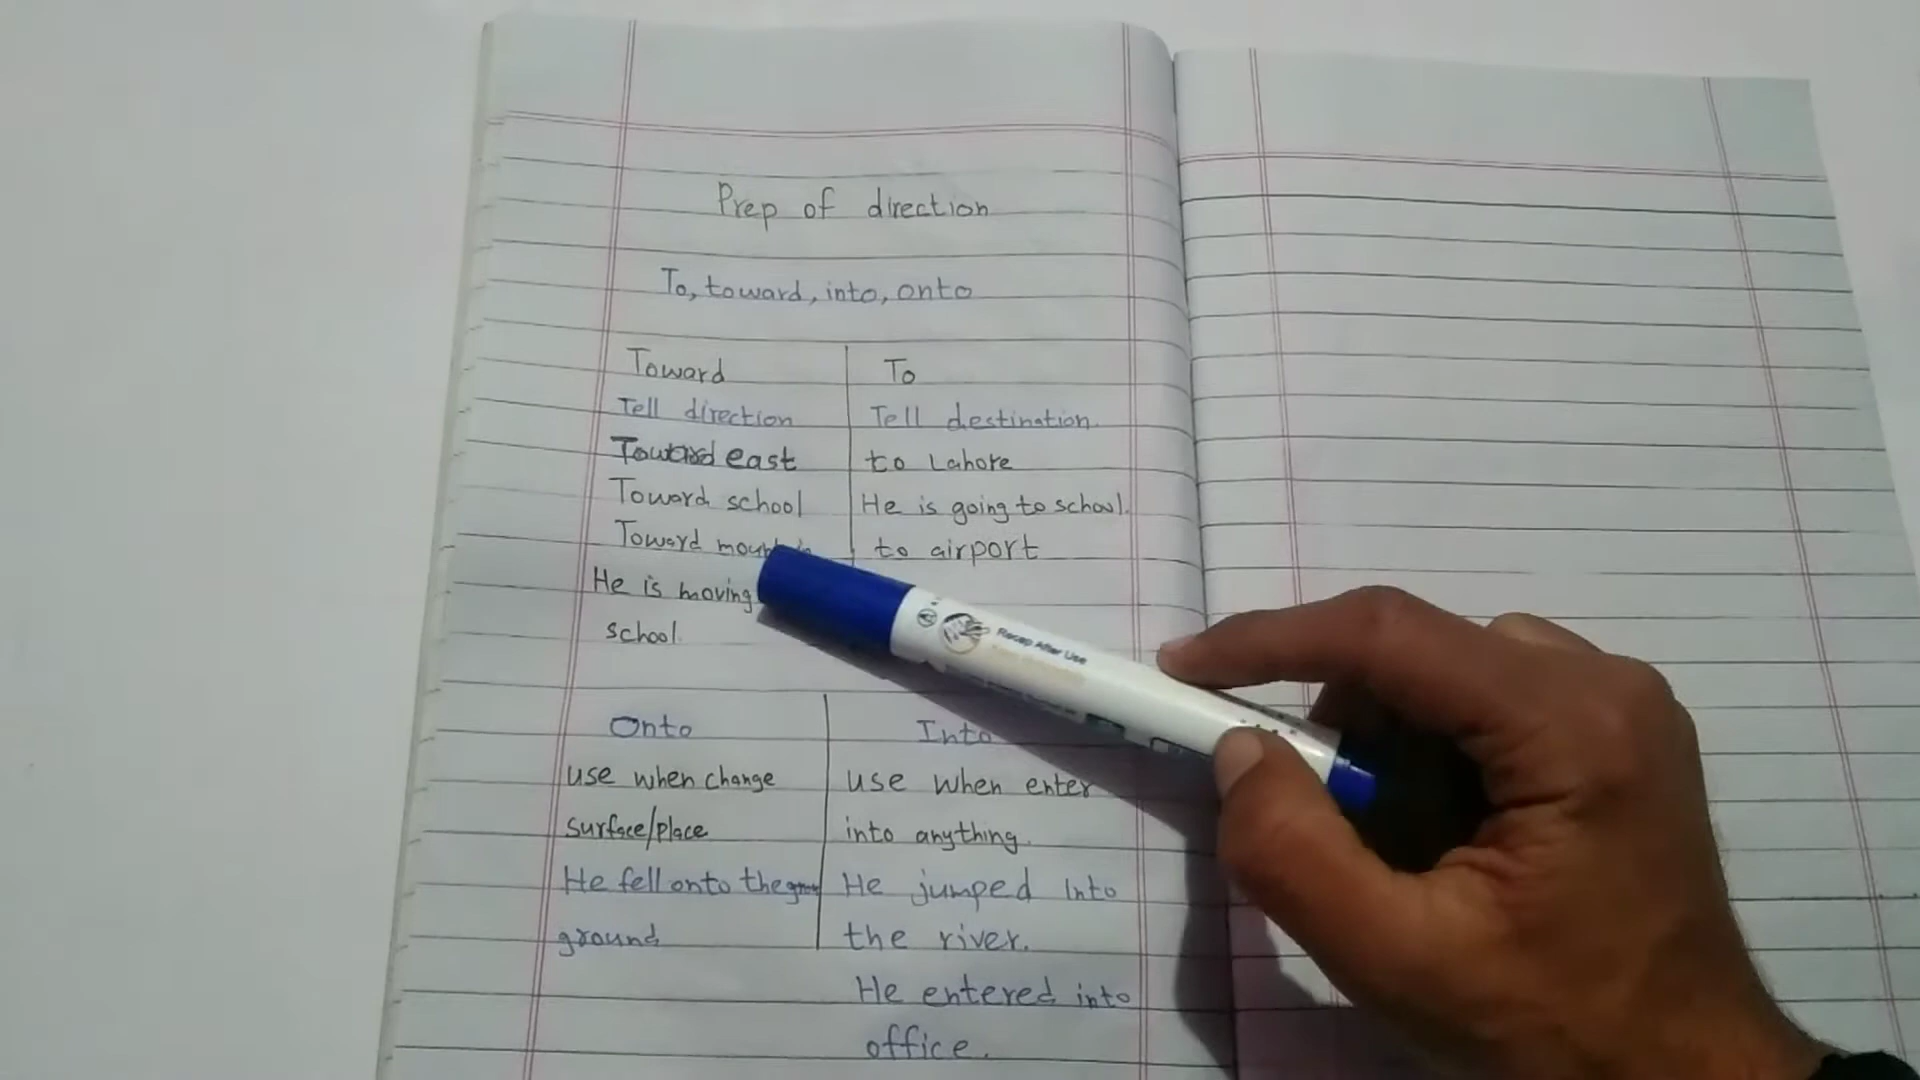 Prep of direction
To, toward, into, onto
Toward To
Tell direction Tell destination.
Toward east to Lahore
Toward school He is going to school.
Toward to airport
He is moving
school.
Recap After Use
Onto Into
use when change use when enter
surface/place into anything.
He fell onto the He jumped into
ground the river.
He entered into
office.